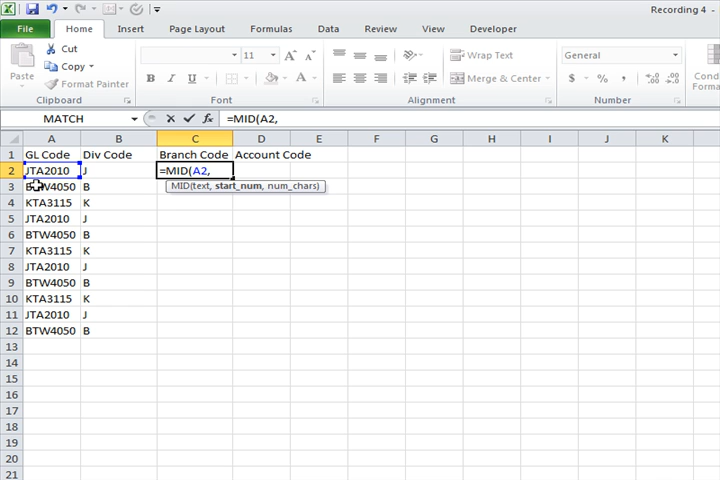 Recording 4 -
File Home Insert Page Layout Formulas Data Review View Developer
Cut
Copy
Format Painter
Paste
11 A A
B I U A
Wrap Text
Merge & Center
General
$ % , .00
Cond
Forma
Clipboard Font Alignment Number
MATCH fx =MID(A2,
A B C D E F G H I J K
1 GL Code Div Code Branch Code Account Code
2 JTA2010 J =MID(A2,
3 BTW4050 B MID(text, start_num, num_chars)
4 KTA3115 K
5 JTA2010 J
6 BTW4050 B
7 KTA3115 K
8 JTA2010 J
9 BTW4050 B
10 KTA3115 K
11 JTA2010 J
12 BTW4050 B
13
14
15
16
17
18
19
20
21